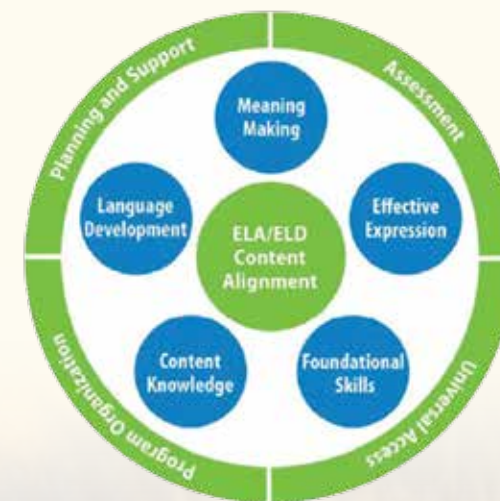 Planning and Support
Assessment
Meaning
Making
Language
Development
Effective
Expression
ELA/ELD
Content
Alignment
Content
Knowledge
Foundational
Skills
Program Organization
Universal Access